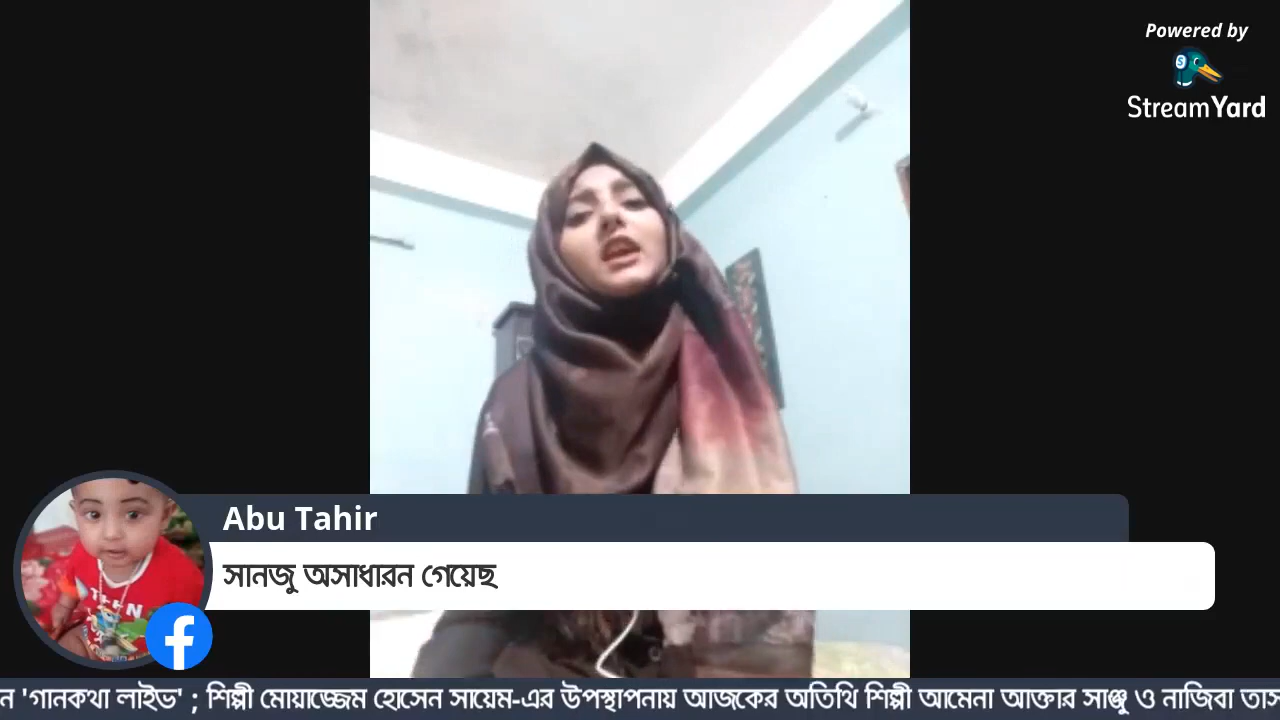 Powered by
StreamYard
Abu Tahir
সানজু অসাধারন গেয়েছ
ন 'গানকথা লাইভ' ; শিল্পী মোয়াজ্জেম হোসেন সায়েম-এর উপস্থাপনায় আজকের অতিথি শিল্পী আমেনা আক্তার সাঞ্জু ও নাজিবা তাস